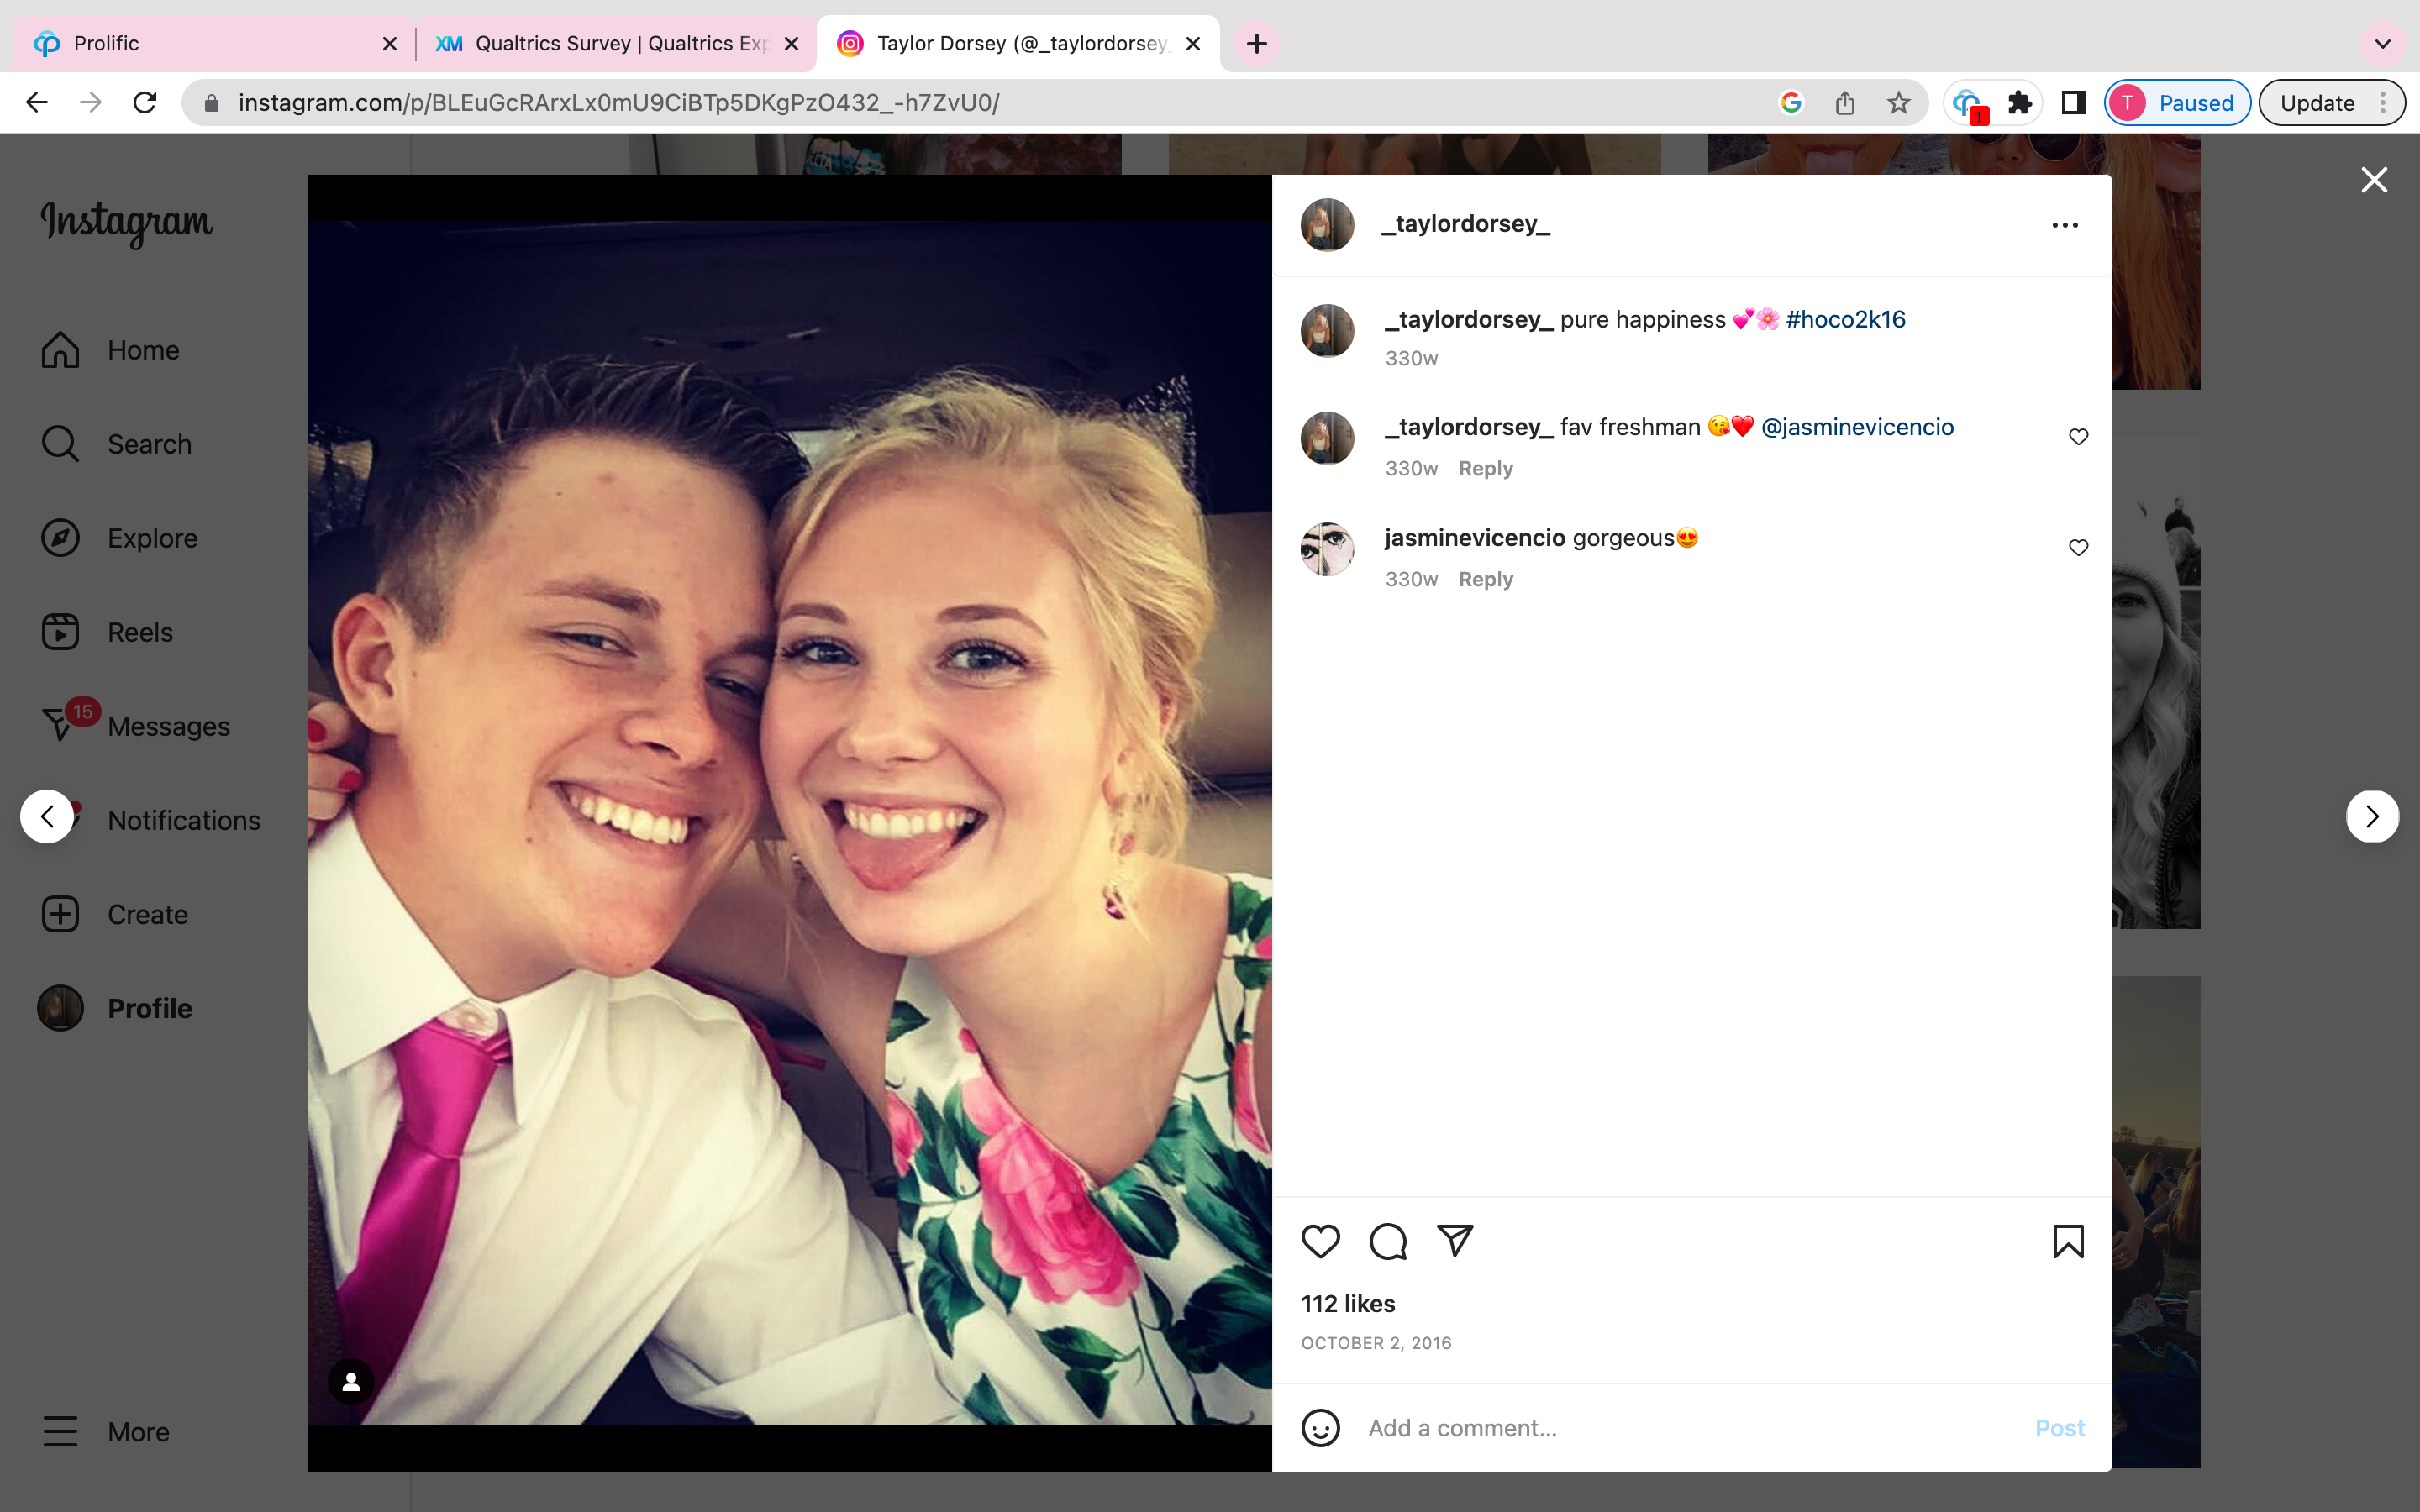 Prolific
Qualtrics Survey | Qualtrics Exp
Taylor Dorsey (@_taylordorsey_
instagram.com/p/BLEuGcRArxLx0mU9CiBTp5DKgPzO432_-h7ZvU0/
1
T
Paused
Update
Instagram
Home
Search
Explore
Reels
15
Messages
Notifications
Create
Profile
More
_taylordorsey_
_taylordorsey_ pure happiness 💕🌸 #hoco2k16
330w
_taylordorsey_ fav freshman 😘❤️ @jasminevicencio
330w Reply
jasminevicencio gorgeous😍
330w Reply
112 likes
OCTOBER 2, 2016
Add a comment...
Post